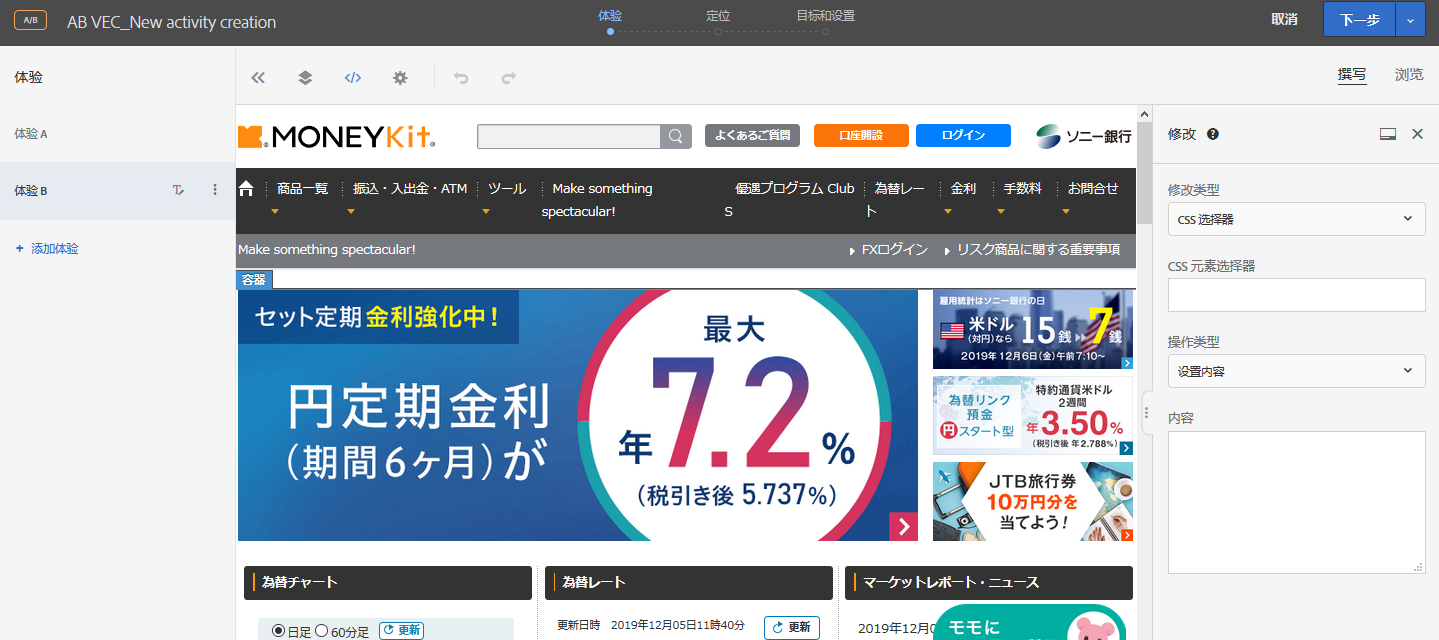 A/B
AB VEC_New activity creation
体验
定位
目标和设置
取消
下一步
体验
撰写
浏览
体验 A
体验 B
+ 添加体验
MONEYKit
よくあるご質問
口座開設
ログイン
ソニー銀行
商品一覧
振込・入出金・ATM
ツール
Make something
spectacular!
優遇プログラム Club
S
為替レー
ト
金利
手数料
お問合せ
Make something spectacular!
FXログイン
リスク商品に関する重要事項
容器
セット定期 金利強化中！
円定期金利
（期間6ヶ月）が
最大
年7.2%
（税引き後 5.737%）
雇用統計はソニー銀行の日
米ドル（対円）なら 15銭 7銭
2019年 12月6日(金)午前 7:10～
為替リンク
預金
円スタート型
特約通貨米ドル
2週間
年3.50%
（税引き後 年2.788%）
JTB旅行券
10万円分を
当てよう！
為替チャート
為替レート
マーケットレポート・ニュース
日足 60分足 更新
更新日時 2019年12月05日11時40分 更新
2019年12月0
モモに
修改
修改类型
CSS 选择器
CSS 元素选择器
操作类型
设置内容
内容